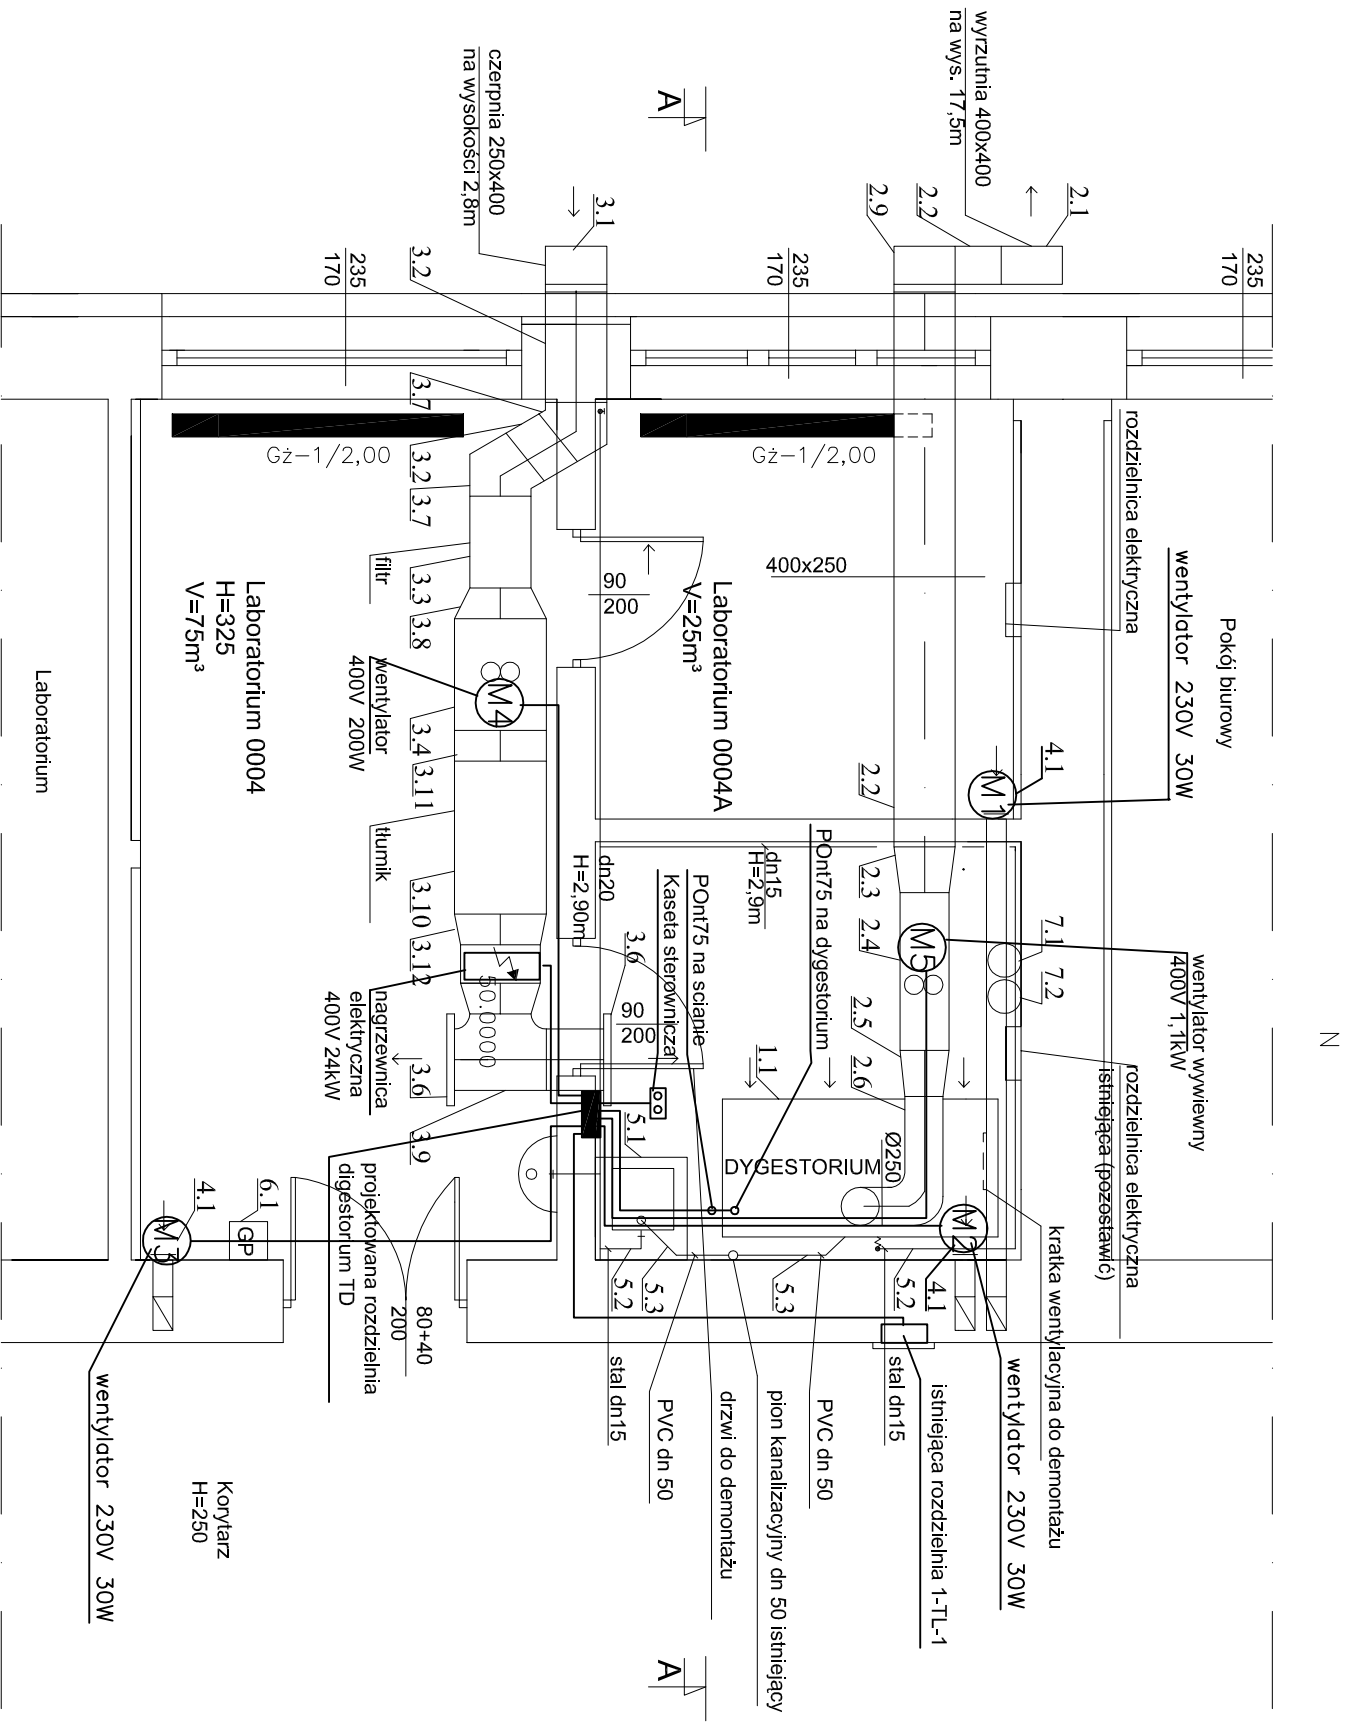 wyrzutnia 400x400
na wys. 17,5m
2.1
2.2
2.9
A
czerpnia 250x400
na wysokości 2,8m
3.1
3.2
235
170
235
170
235
170
Gż-1/2,00
Gż-1/2,00
3.7
3.2
3.7
filtr
3.3
3.8
wentylator
400V 200W
3.4
3.11
tłumik
3.10
3.12
nagrzewnica
elektryczna
400V 24kW
50.0000
3.6
3.9
3.6
M4
Laboratorium 0004
H=325
V=75m³
Laboratorium
Laboratorium 0004A
V=25m³
90
200
400x250
rozdzielnica elektryczna
Pokój biurowy
wentylator 230V 30W
4.1
M1
2.2
2.3
2.4
M5
2.5
2.6
7.1
7.2
wentylator wywiewny
400V 1,1kW
rozdzielnica elektryczna
istniejąca (pozostawić)
POnt75 na dygestorium
dn15
H=2,9m
POnt75 na scianie
Kaseta sterownicza
dn20
H=2,90m
90
200
1.1
DYGESTORIUM
Ø250
5.1
5.2
5.3
5.3
5.2
4.1
M2
kratka wentylacyjna do demontażu
wentylator 230V 30W
istniejąca rozdzielnia 1-TL-1
stal dn15
PVC dn 50
pion kanalizacyjny dn 50 istniejący
drzwi do demontażu
PVC dn 50
stal dn15
projektowana rozdzielnia
digestorium TD
80+40
200
6.1
GP
4.1
M3
wentylator 230V 30W
Korytarz
H=250
A
N